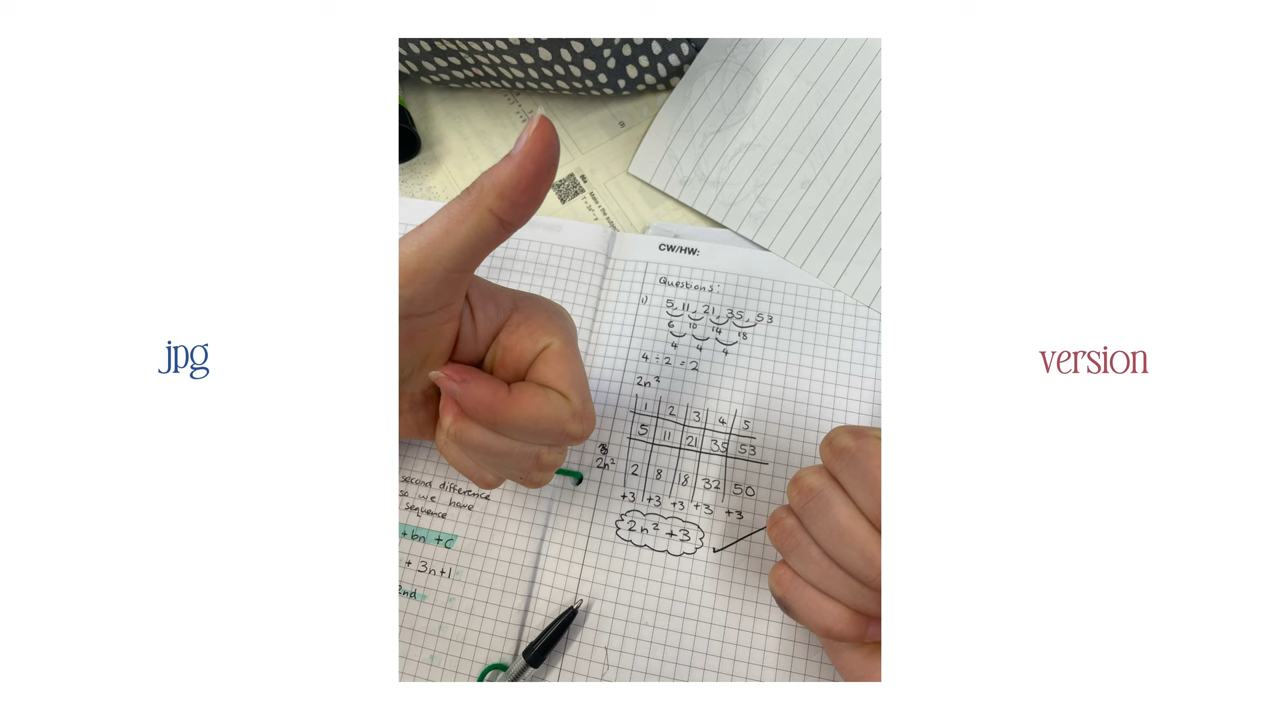 jpg
version
CW/HW:
Questions:
1) 5, 11, 21, 35, 53
6 10 14 18
4 4 4
4 ÷ 2 = 2
2n²
1 2 3 4 5
5 11 21 35 53
2n² 2 8 18 32 50
+3 +3 +3 +3 +3
2n² + 3
second difference
so we have
sequence
+bn +c
+ 3n+1
2nd